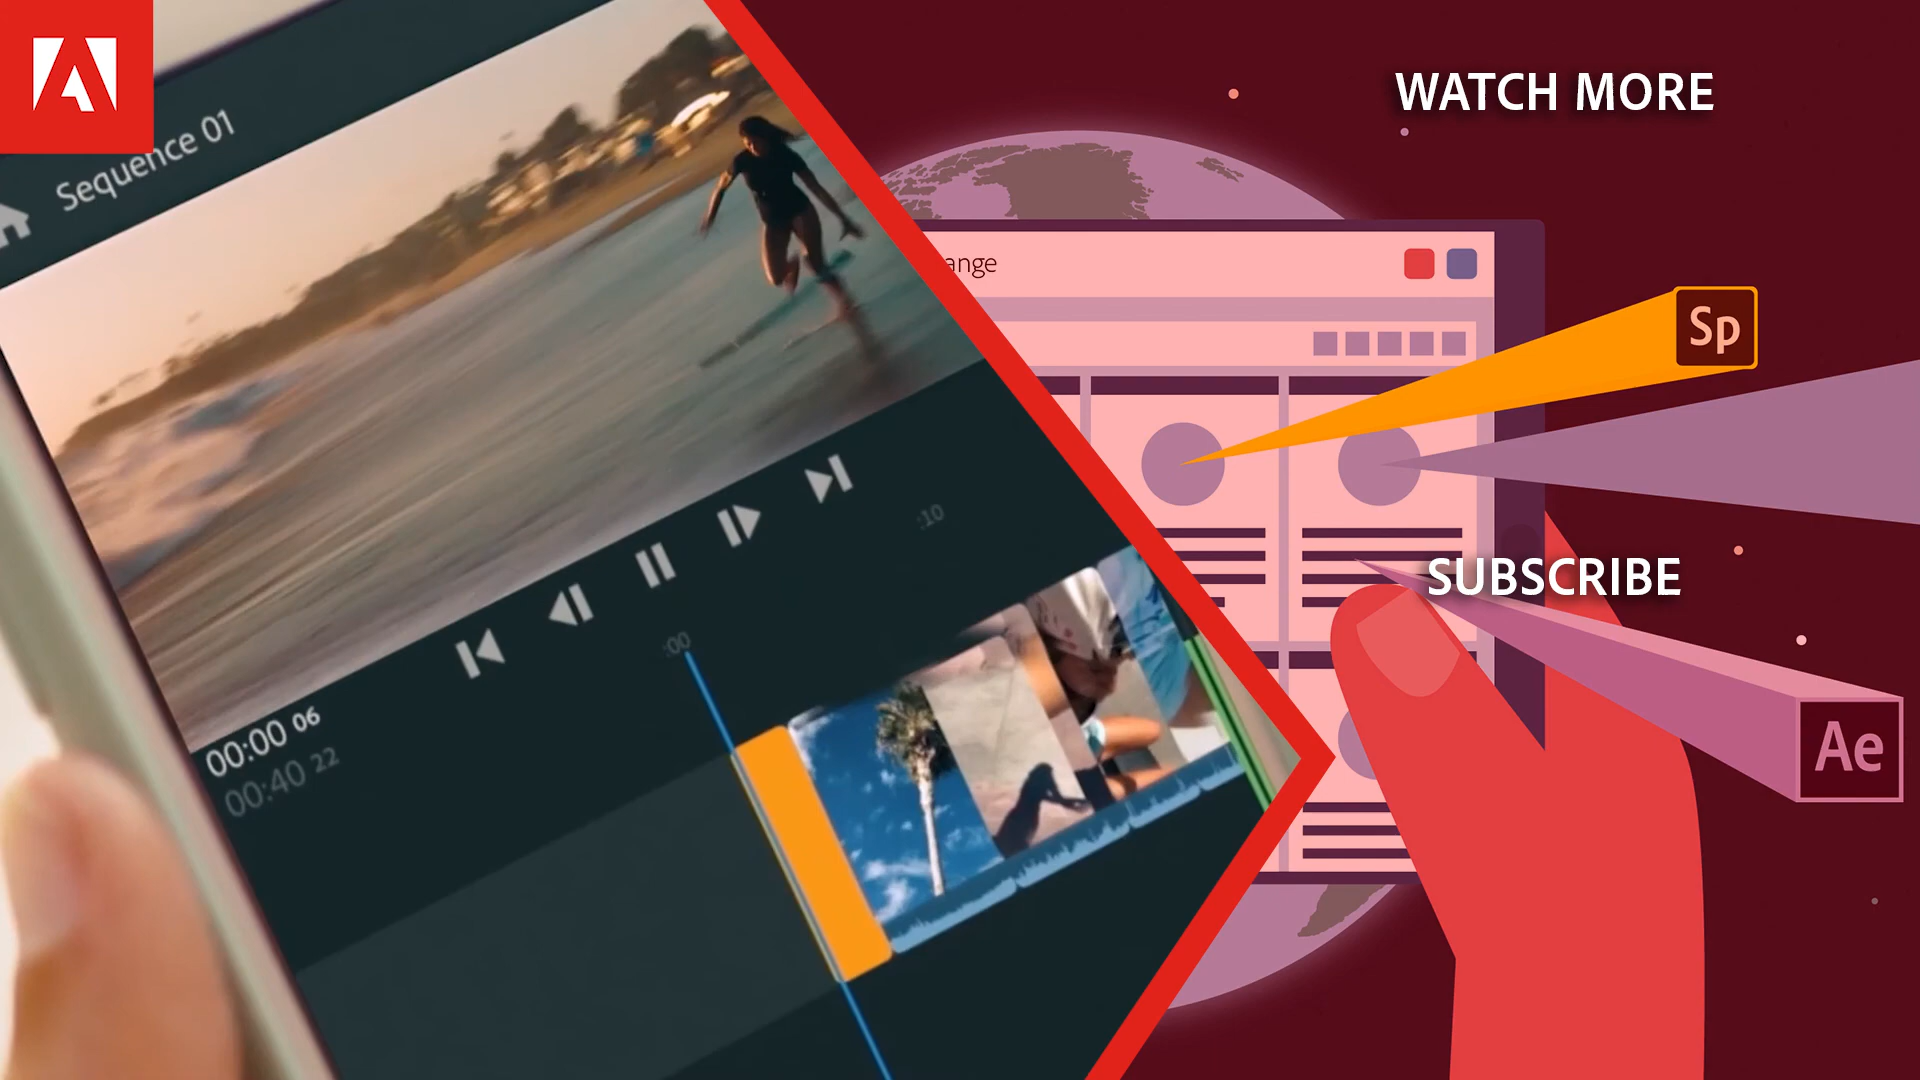 Sequence 01
WATCH MORE
ange
Sp
:10
SUBSCRIBE
:00
00:00 06
00:40 22
Ae